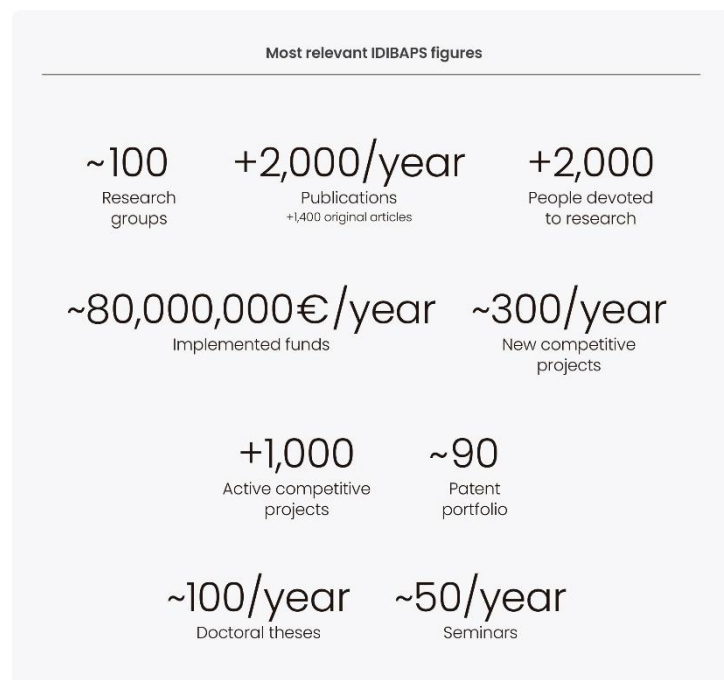 Most relevant IDIBAPS figures
~100
Research
groups
+2,000/year
Publications
+1,400 original articles
+2,000
People devoted
to research
~80,000,000€/year
Implemented funds
~300/year
New competitive
projects
+1,000
Active competitive
projects
~90
Patent
portfolio
~100/year
Doctoral theses
~50/year
Seminars